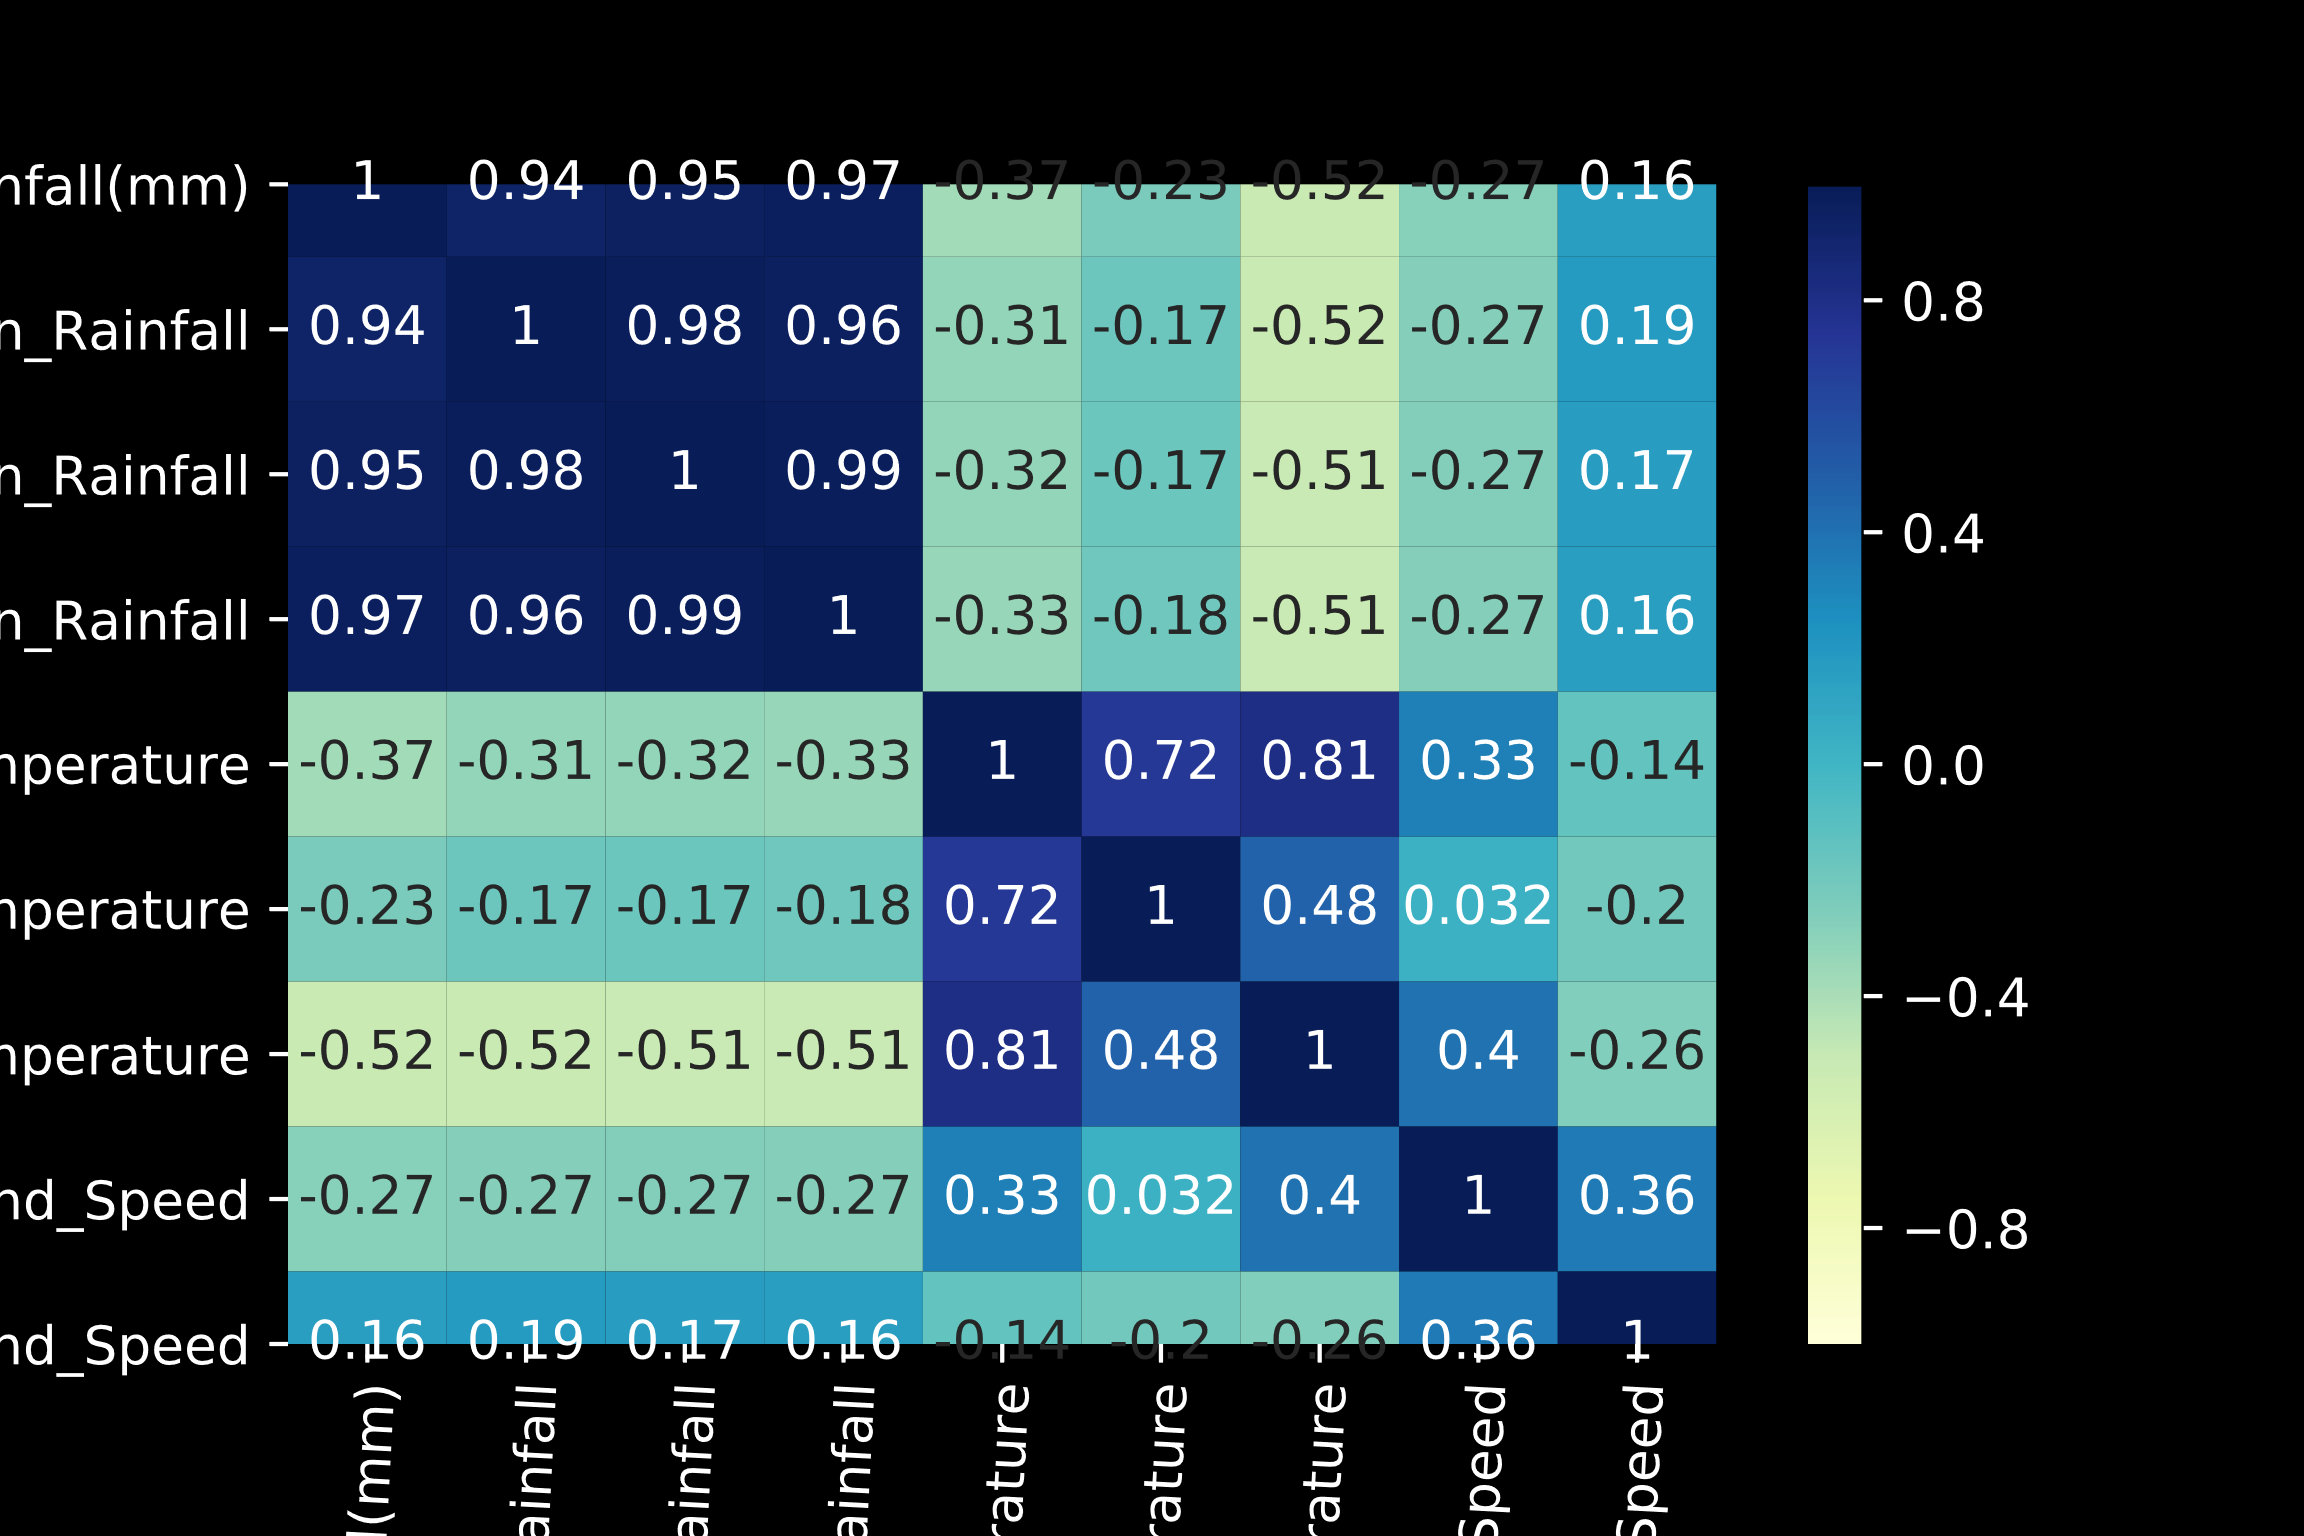 nfall(mm) 1 0.94 0.95 0.97 -0.37 -0.23 -0.52 -0.27 0.16
n_Rainfall 0.94 1 0.98 0.96 -0.31 -0.17 -0.52 -0.27 0.19
n_Rainfall 0.95 0.98 1 0.99 -0.32 -0.17 -0.51 -0.27 0.17
n_Rainfall 0.97 0.96 0.99 1 -0.33 -0.18 -0.51 -0.27 0.16
nperature -0.37 -0.31 -0.32 -0.33 1 0.72 0.81 0.33 -0.14
nperature -0.23 -0.17 -0.17 -0.18 0.72 1 0.48 0.032 -0.2
nperature -0.52 -0.52 -0.51 -0.51 0.81 0.48 1 0.4 -0.26
nd_Speed -0.27 -0.27 -0.27 -0.27 0.33 0.032 0.4 1 0.36
nd_Speed 0.16 0.19 0.17 0.16 -0.14 -0.2 -0.26 0.36 1
l(mm)
ainfall
ainfall
ainfall
rature
rature
rature
Speed
Speed
0.8
0.4
0.0
−0.4
−0.8